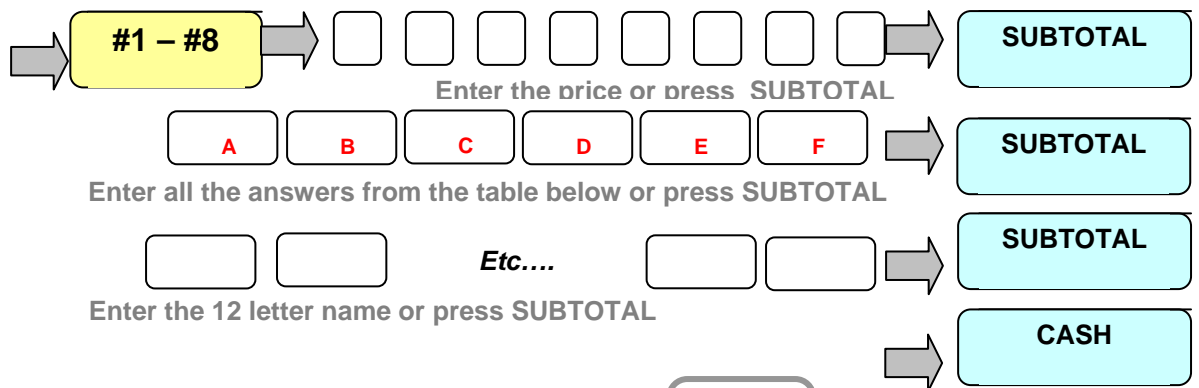 #1 – #8 SUBTOTAL
Enter the price or press SUBTOTAL
A B C D E F SUBTOTAL
Enter all the answers from the table below or press SUBTOTAL
Etc…. SUBTOTAL
Enter the 12 letter name or press SUBTOTAL
CASH